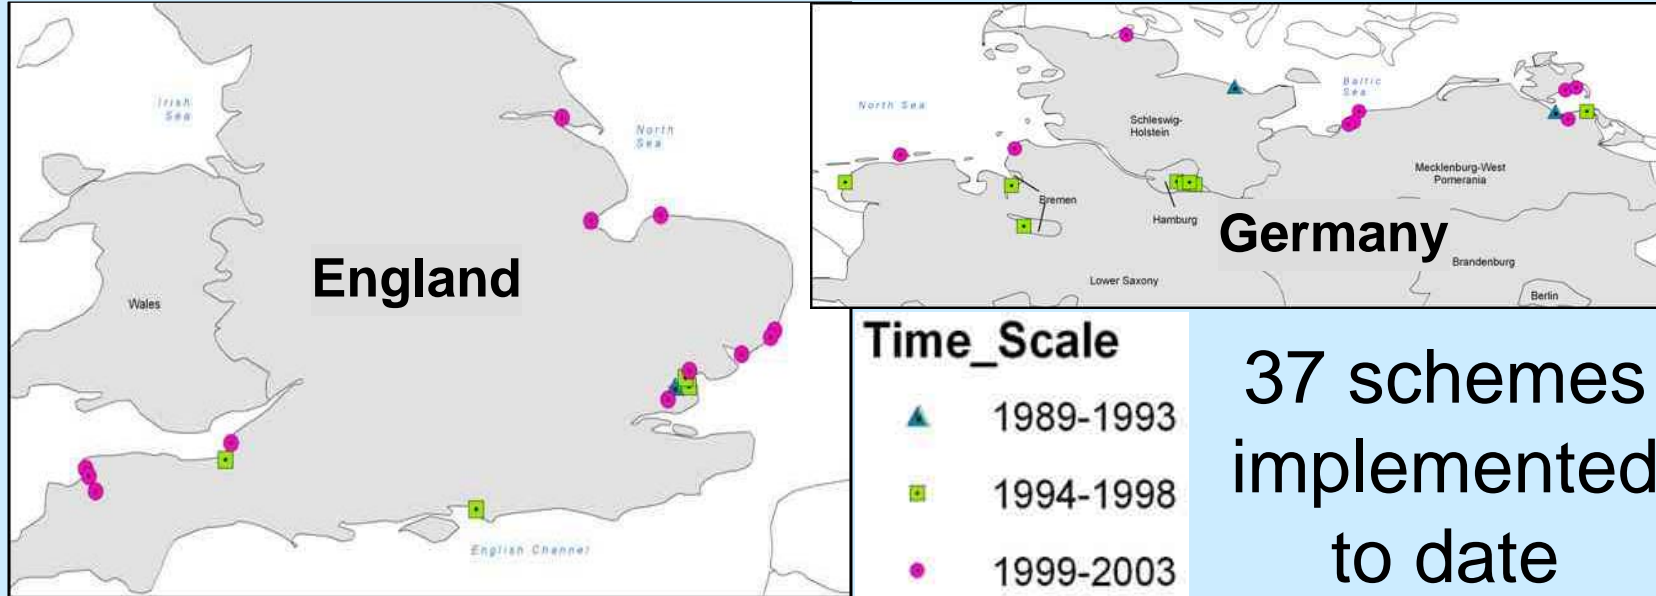 Irish
Sea
North
Sea
England
Wales
English Channel
North Sea
Baltic
Sea
Schleswig-
Holstein
Mecklenburg-West
Pomerania
Bremen
Hamburg
Germany
Brandenburg
Lower Saxony
Berlin
Time_Scale
1989-1993
1994-1998
1999-2003
37 schemes
implemented
to date